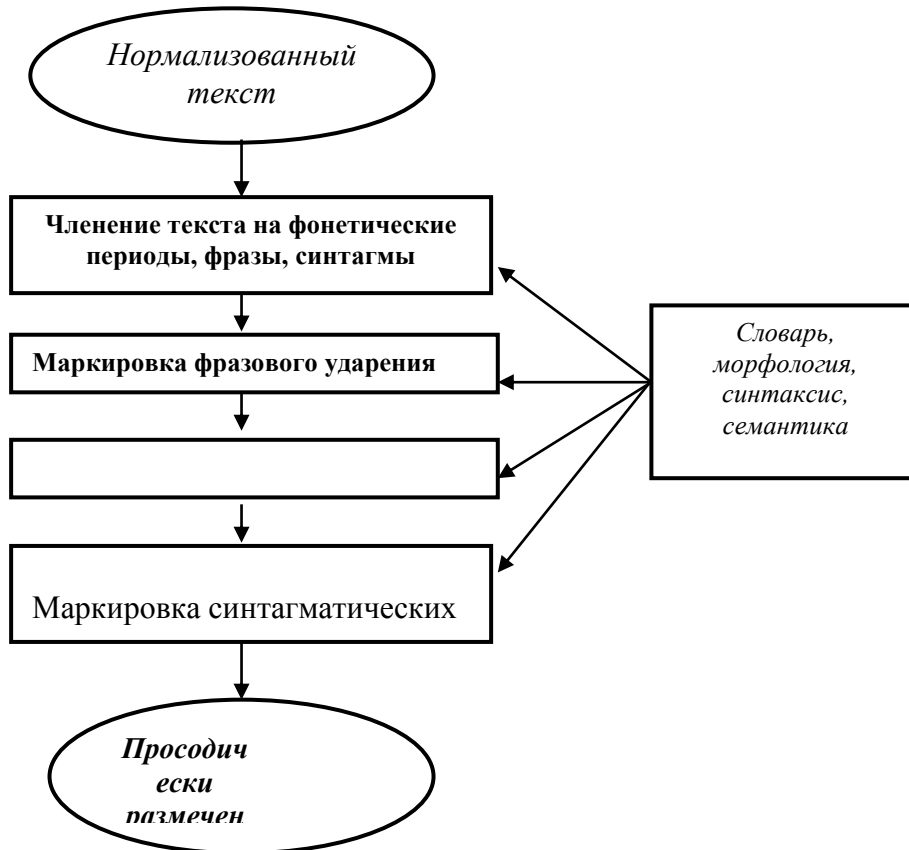 Нормализованный
текст
Членение текста на фонетические
периоды, фразы, синтагмы
Маркировка фразового ударения
Словарь,
морфология,
синтаксис,
семантика
Маркировка синтагматических
Просодич
ески
размечен